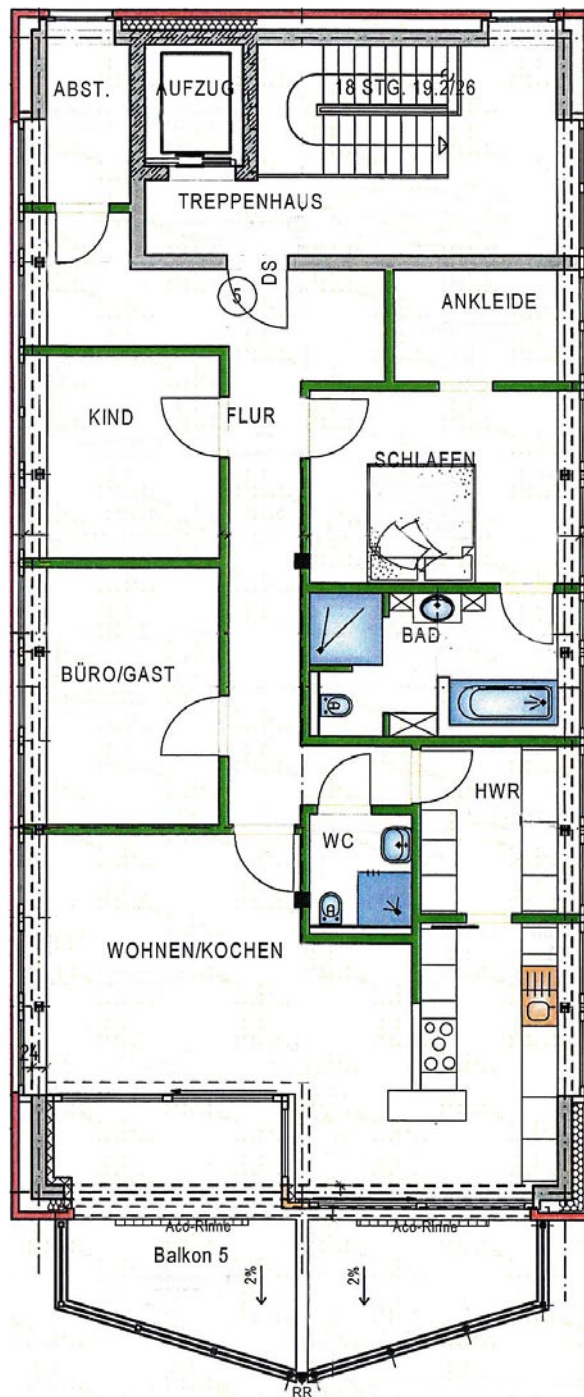 ABST.
AUFZUG
18 STG. 19.2/26
TREPPENHAUS
DS
5
ANKLEIDE
KIND
FLUR
SCHLAFEN
BÜRO/GAST
BAD
HWR
WC
WOHNEN/KOCHEN
24
Aco-Rinne
Aco-Rinne
Balkon 5
2%
2%
RR